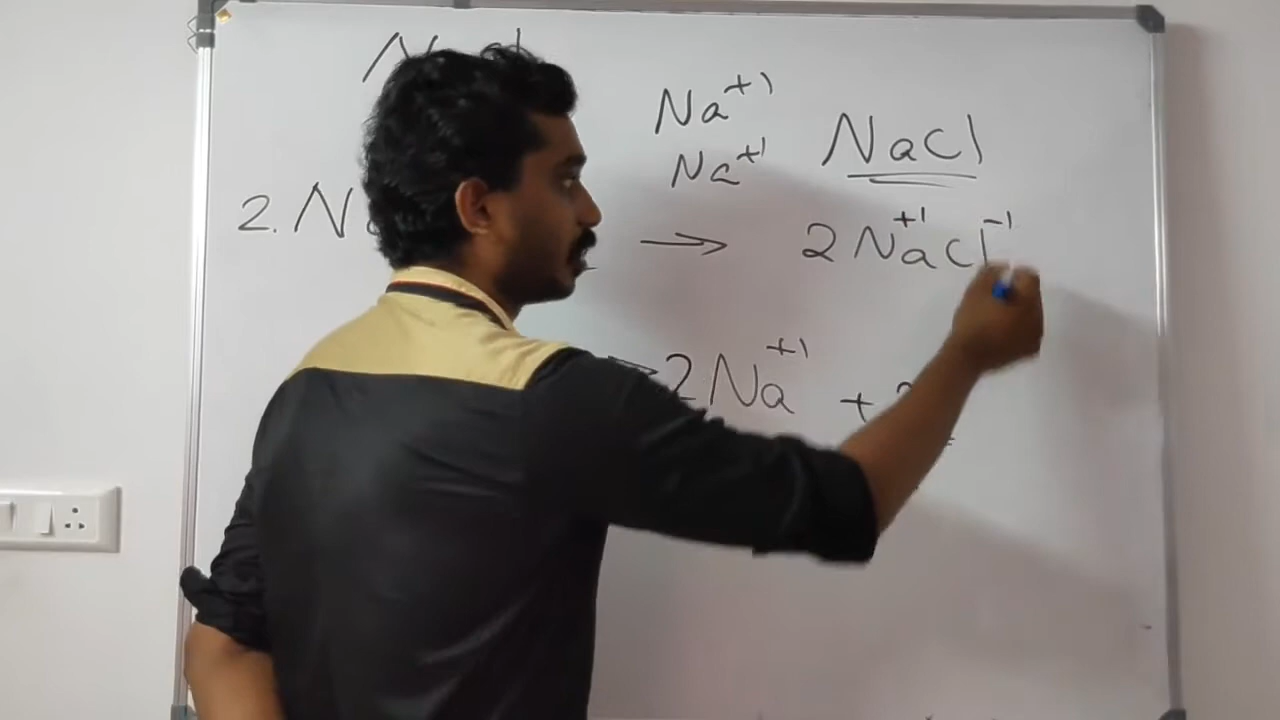 Na⁺¹
Na⁺¹
NaCl
2. N → 2Na⁺¹Cl⁻¹
→ 2Na⁺¹ +